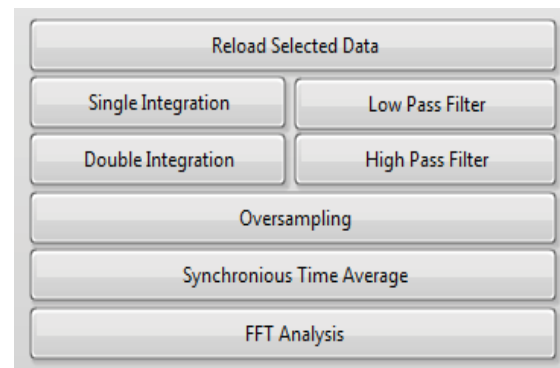 Reload Selected Data
Single Integration
Low Pass Filter
Double Integration
High Pass Filter
Oversampling
Synchronious Time Average
FFT Analysis